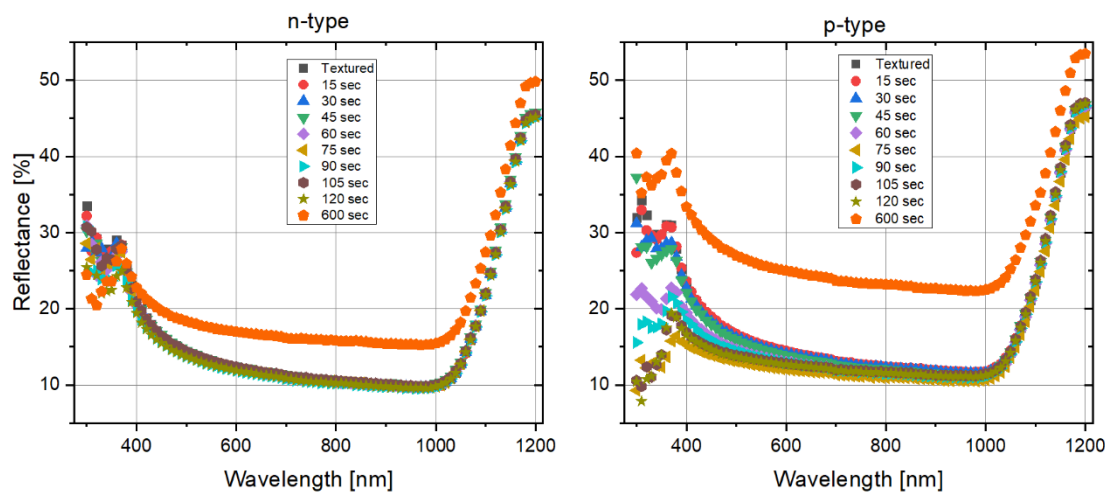 n-type
Textured
15 sec
30 sec
45 sec
60 sec
75 sec
90 sec
105 sec
120 sec
600 sec
50
40
30
20
10
400
600
800
1000
1200
Reflectance [%]
Wavelength [nm]
p-type
Textured
15 sec
30 sec
45 sec
60 sec
75 sec
90 sec
105 sec
120 sec
600 sec
50
40
30
20
10
400
600
800
1000
1200
Wavelength [nm]